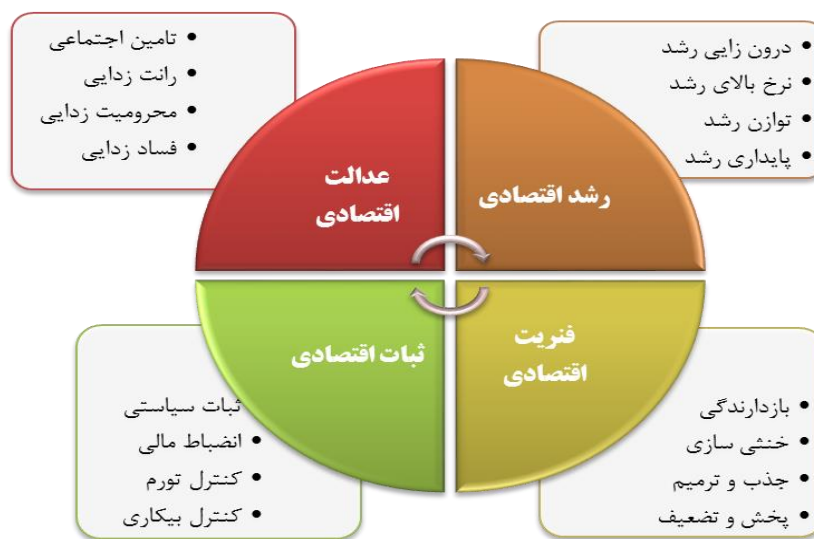 درون زایی رشد
نرخ بالای رشد
توازن رشد
پایداری رشد
رشد اقتصادی
تامین اجتماعی
رانت زدایی
محرومیت زدایی
فساد زدایی
عدالت
اقتصادی
فنریت
اقتصادی
بازدارندگی
خنثی سازی
جذب و ترمیم
پخش و تضعیف
ثبات اقتصادی
ثبات سیاستی
انضباط مالی
کنترل تورم
کنترل بیکاری